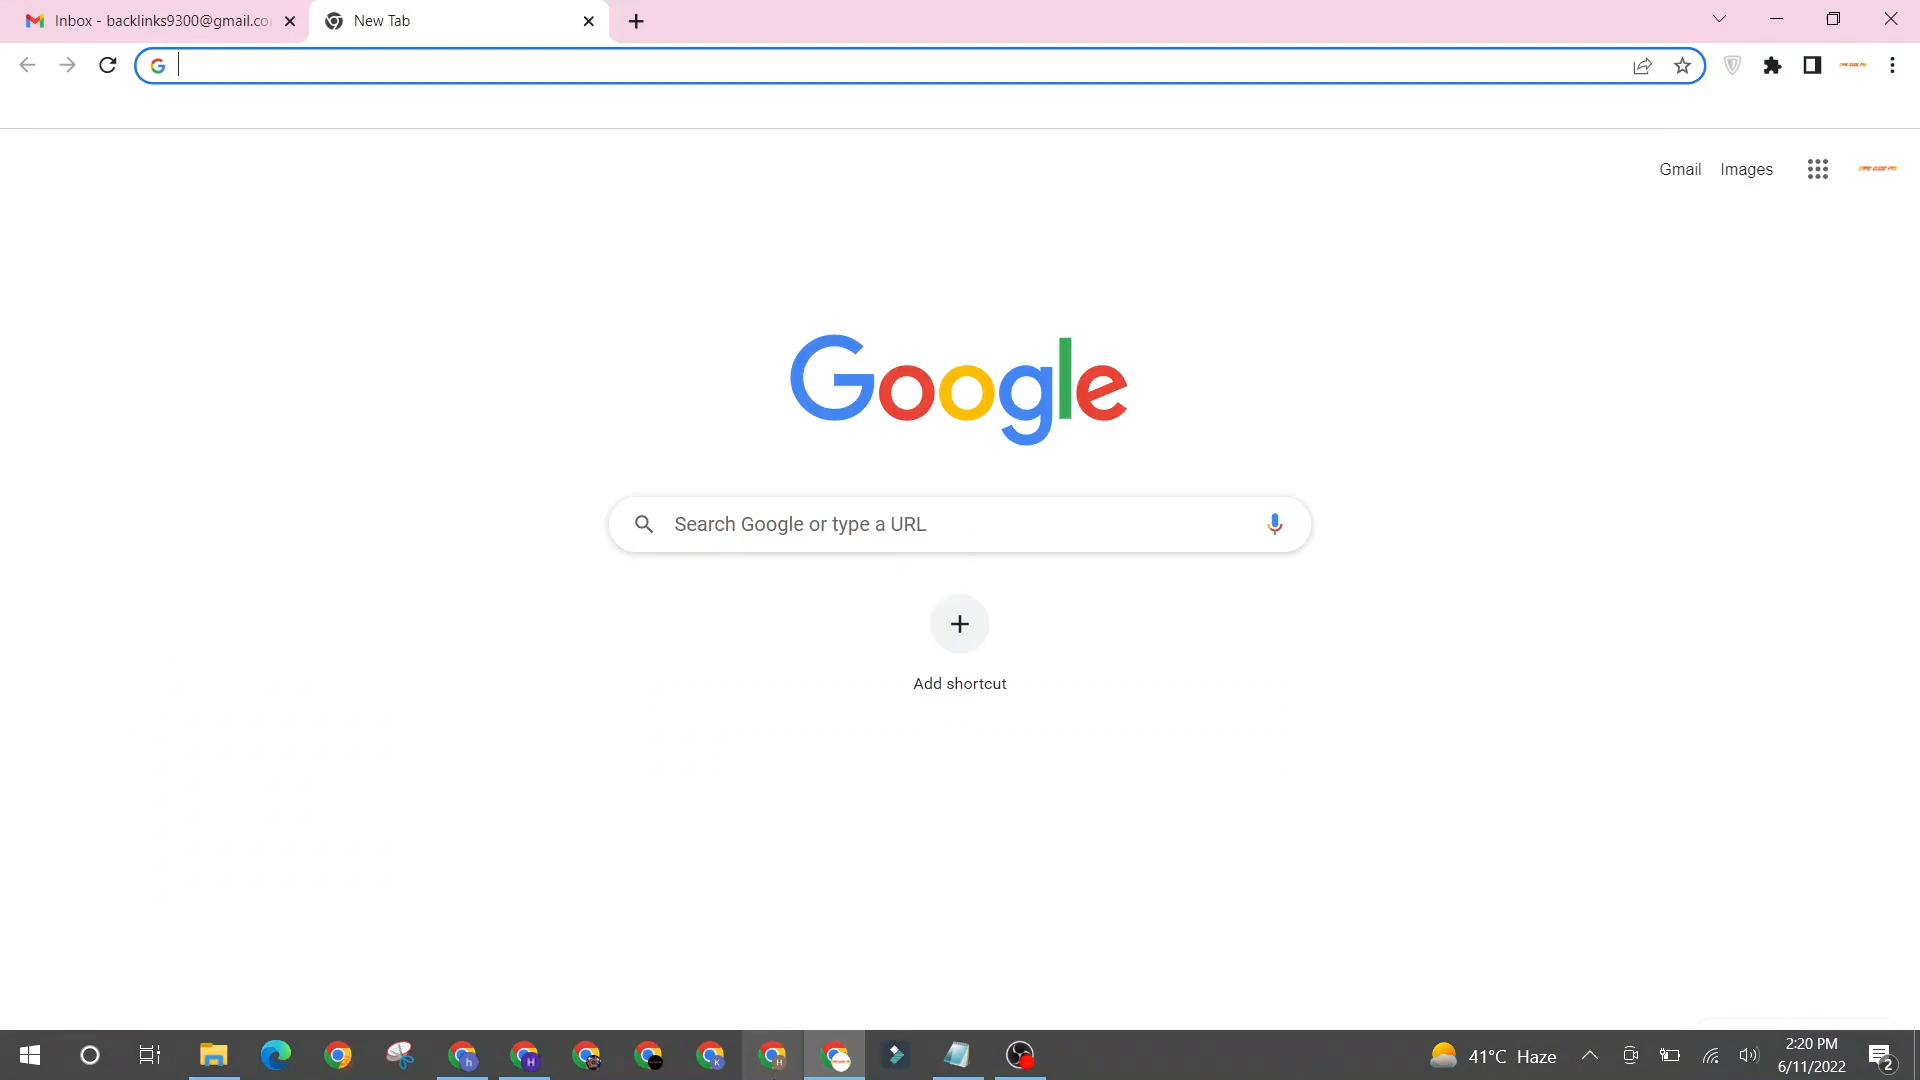 Inbox - backlinks9300@gmail.co
New Tab
Gmail
Images
Google
Search Google or type a URL
Add shortcut
41°C Haze
2:20 PM
6/11/2022
2